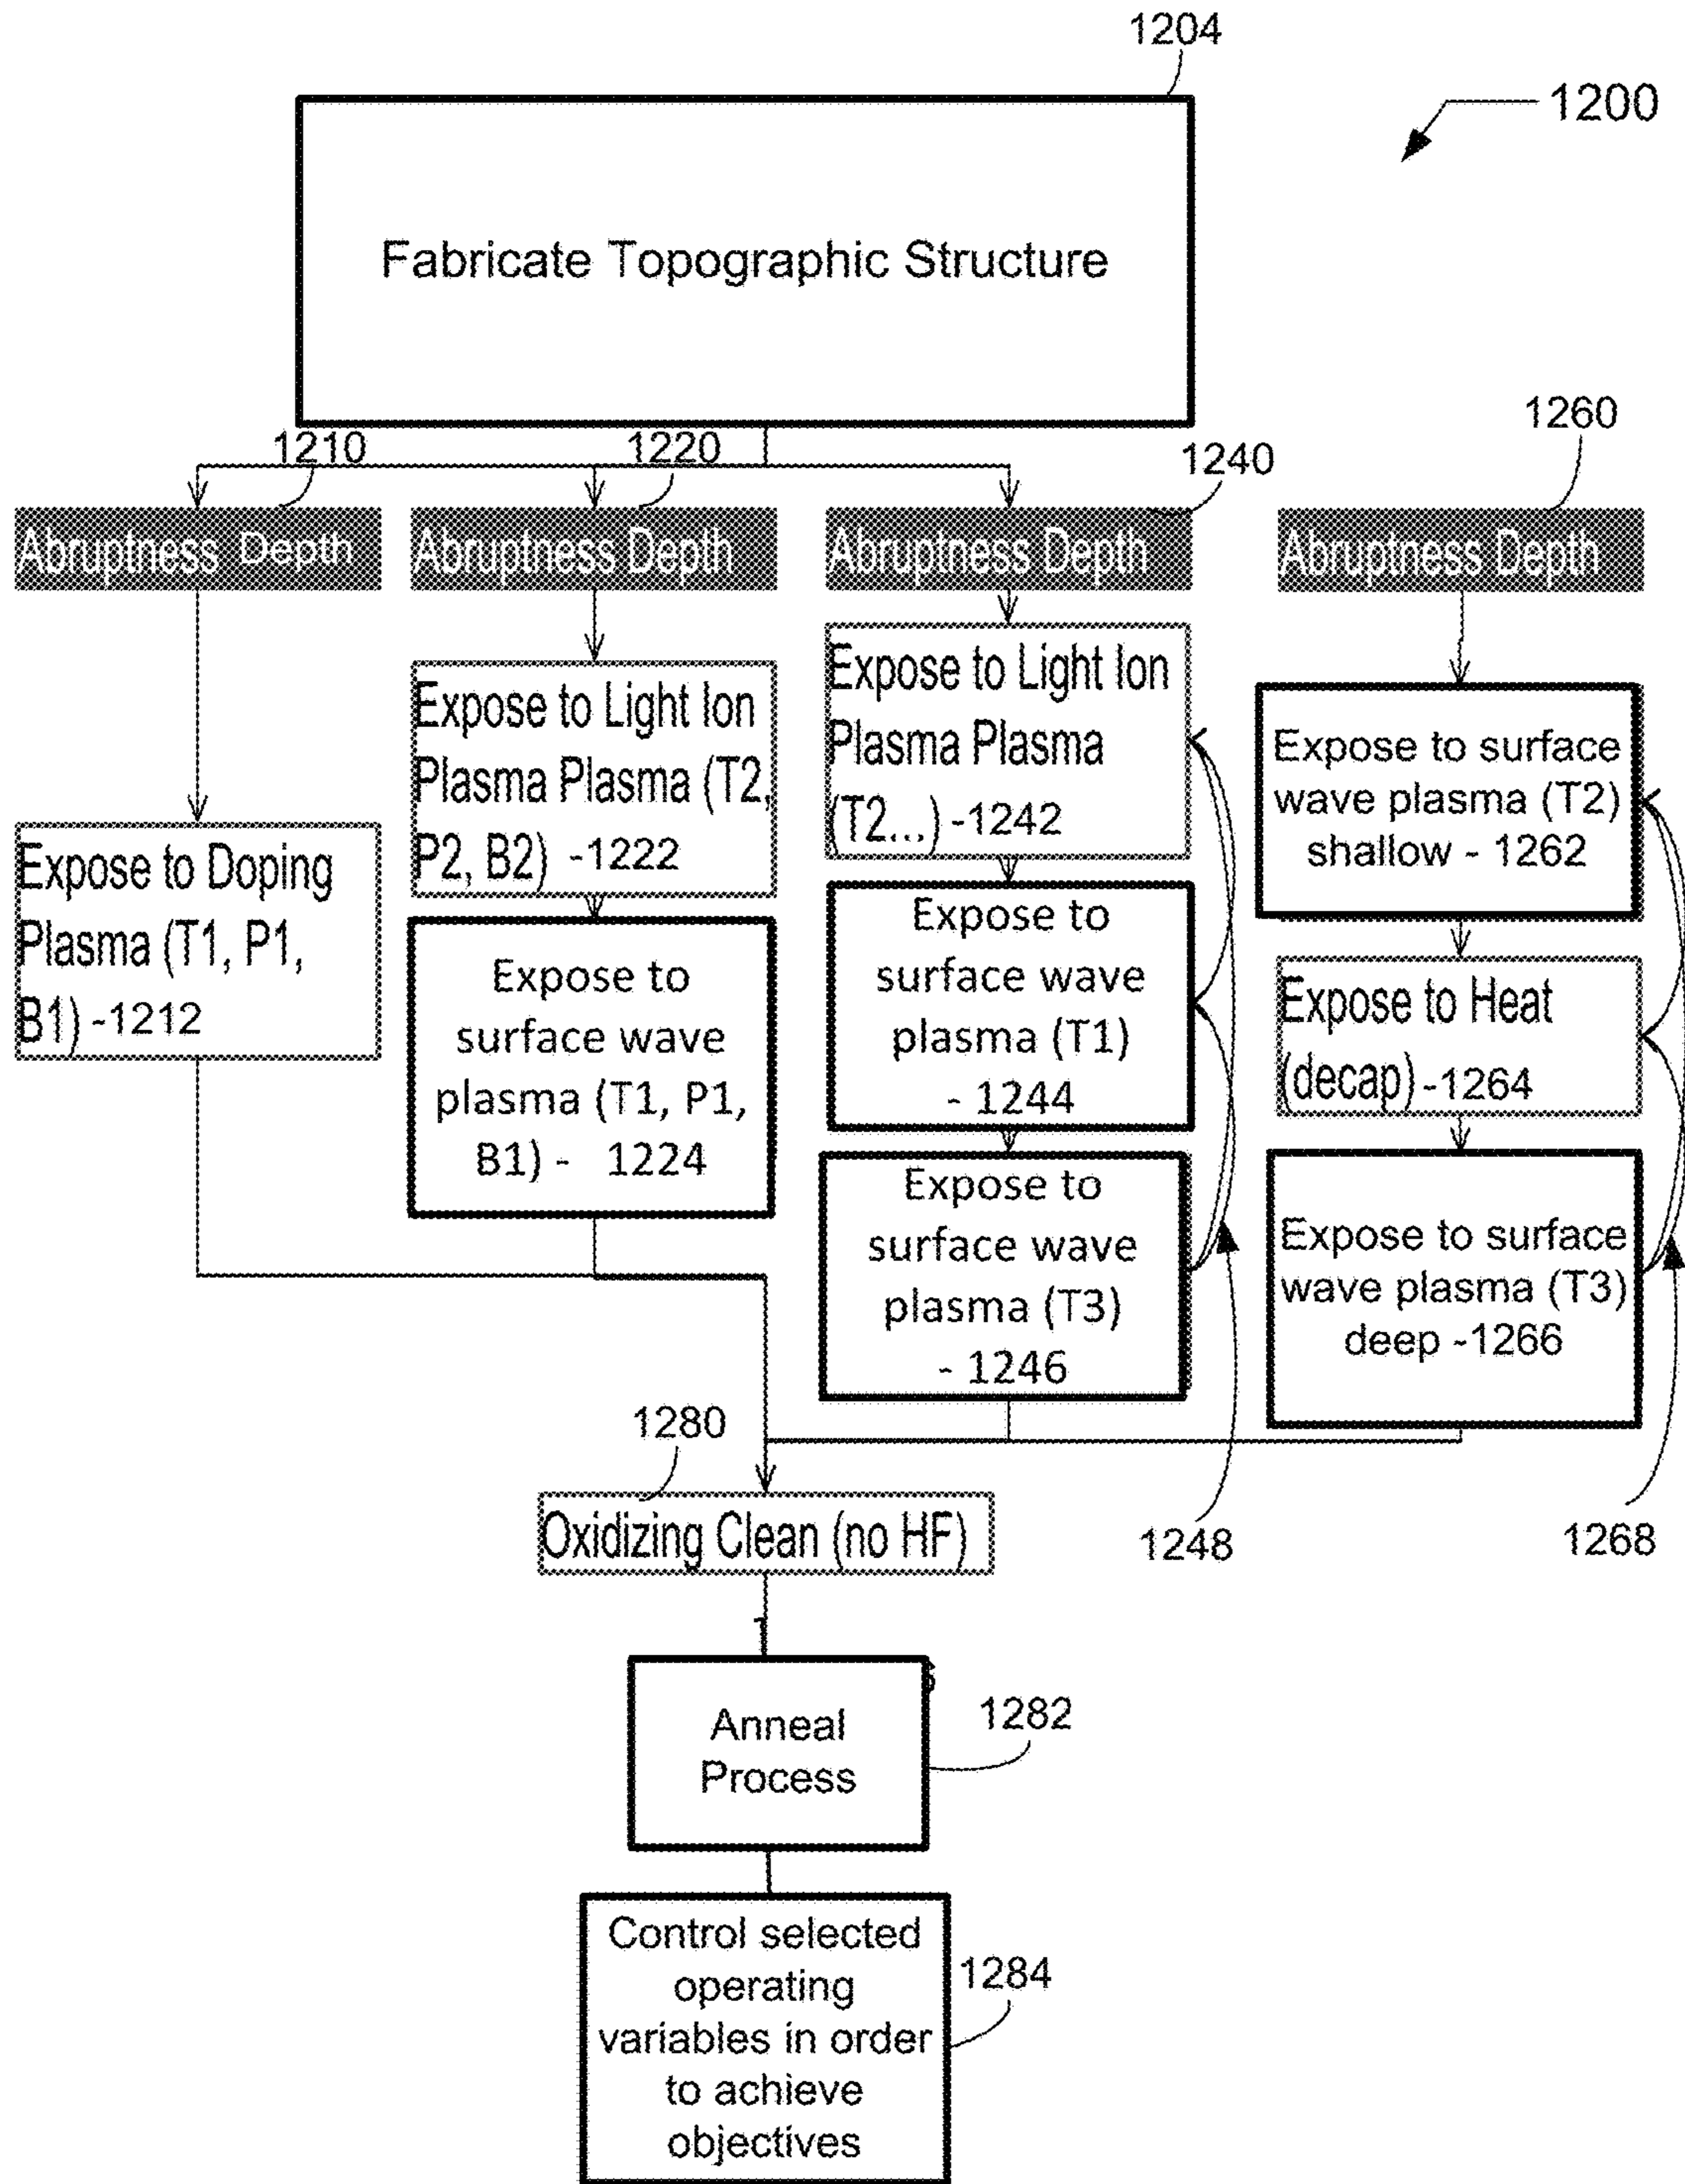 1204
1200
Fabricate Topographic Structure
1210
1220
1240
1260
Abruptness Depth
Abruptness Depth
Abruptness Depth
Abruptness Depth
Expose to Doping
Plasma (T1, P1,
B1) -1212
Expose to Light Ion
Plasma Plasma (T2,
P2, B2) -1222
Expose to
surface wave
plasma (T1, P1,
B1) - 1224
Expose to Light Ion
Plasma Plasma
(T2...) -1242
Expose to
surface wave
plasma (T1)
- 1244
Expose to
surface wave
plasma (T3)
- 1246
Expose to surface
wave plasma (T2)
shallow - 1262
Expose to Heat
(decap) -1264
Expose to surface
wave plasma (T3)
deep -1266
1280
1248
1268
Oxidizing Clean (no HF)
Anneal
Process
1282
Control selected
operating
variables in order
to achieve
objectives
1284